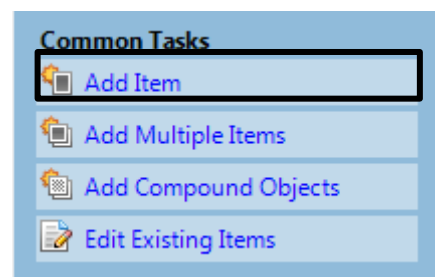 Common Tasks
Add Item
Add Multiple Items
Add Compound Objects
Edit Existing Items